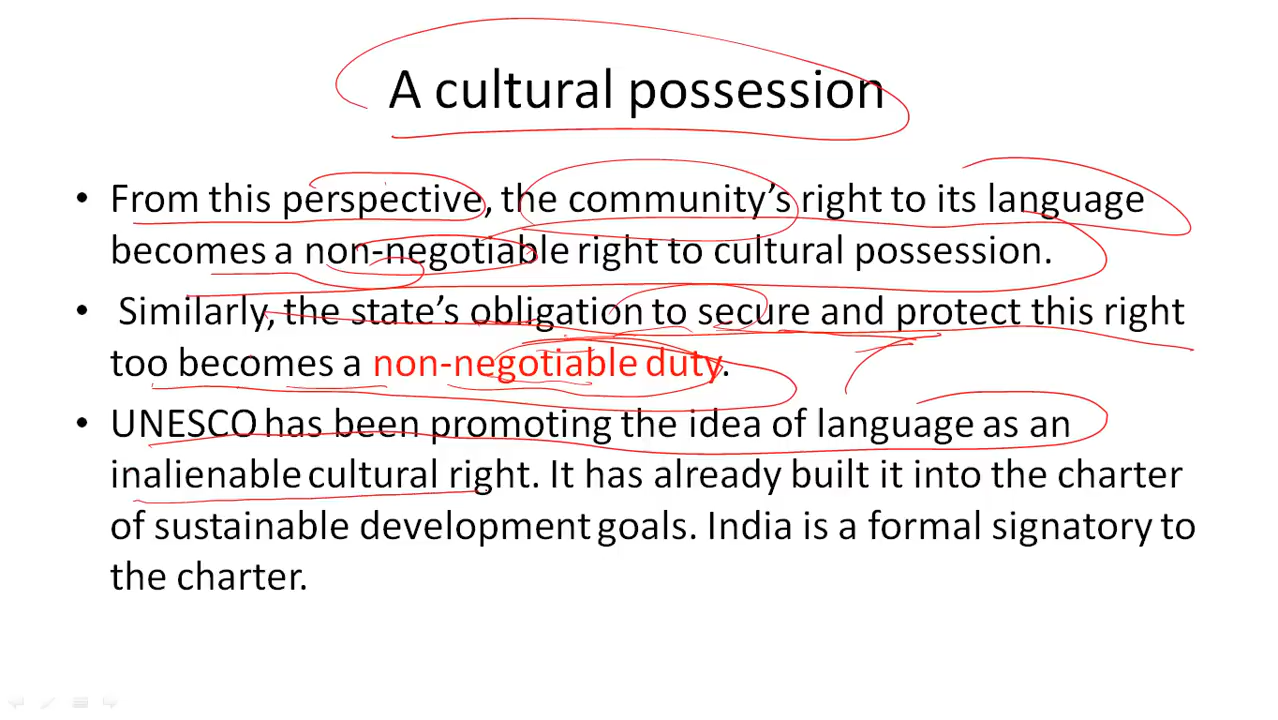 A cultural possession
• From this perspective, the community's right to its language
becomes a non-negotiable right to cultural possession.
• Similarly, the state's obligation to secure and protect this right
too becomes a non-negotiable duty.
• UNESCO has been promoting the idea of language as an
inalienable cultural right. It has already built it into the charter
of sustainable development goals. India is a formal signatory to
the charter.